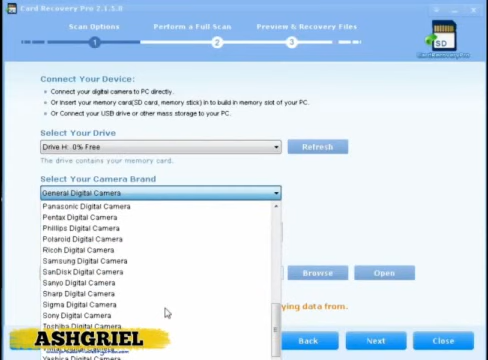 Card Recovery Pro 2.1.5.0
Scan Options
Perform a Full Scan
Preview & Recovery Files
1
2
3
SD
Connect Your Device:
Connect your digital camera to PC directly.
Or Insert your memory card(SD card, memory stick) in to build in memory slot of your PC.
Or Connect your USB drive or other mass storage to your PC.
Select Your Drive
Drive H: 0% Free
Refresh
The drive contains your memory card.
Select Your Camera Brand
General Digital Camera
Panasonic Digital Camera
Pentax Digital Camera
Phillips Digital Camera
Polaroid Digital Camera
Ricoh Digital Camera
Samsung Digital Camera
SanDisk Digital Camera
Sanyo Digital Camera
Sharp Digital Camera
Sigma Digital Camera
Sony Digital Camera
Toshiba Digital Camera
Yashica Digital Camera
Browse
Open
ying data from.
ASHGRIEL
Back
Next
Close